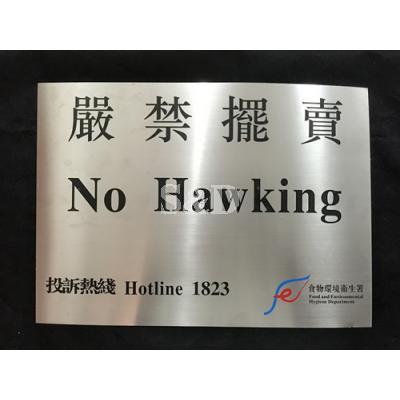 嚴禁擺賣
No Hawking
投訴熱綫 Hotline 1823
食物環境衞生署
Food and Environmental
Hygiene Department